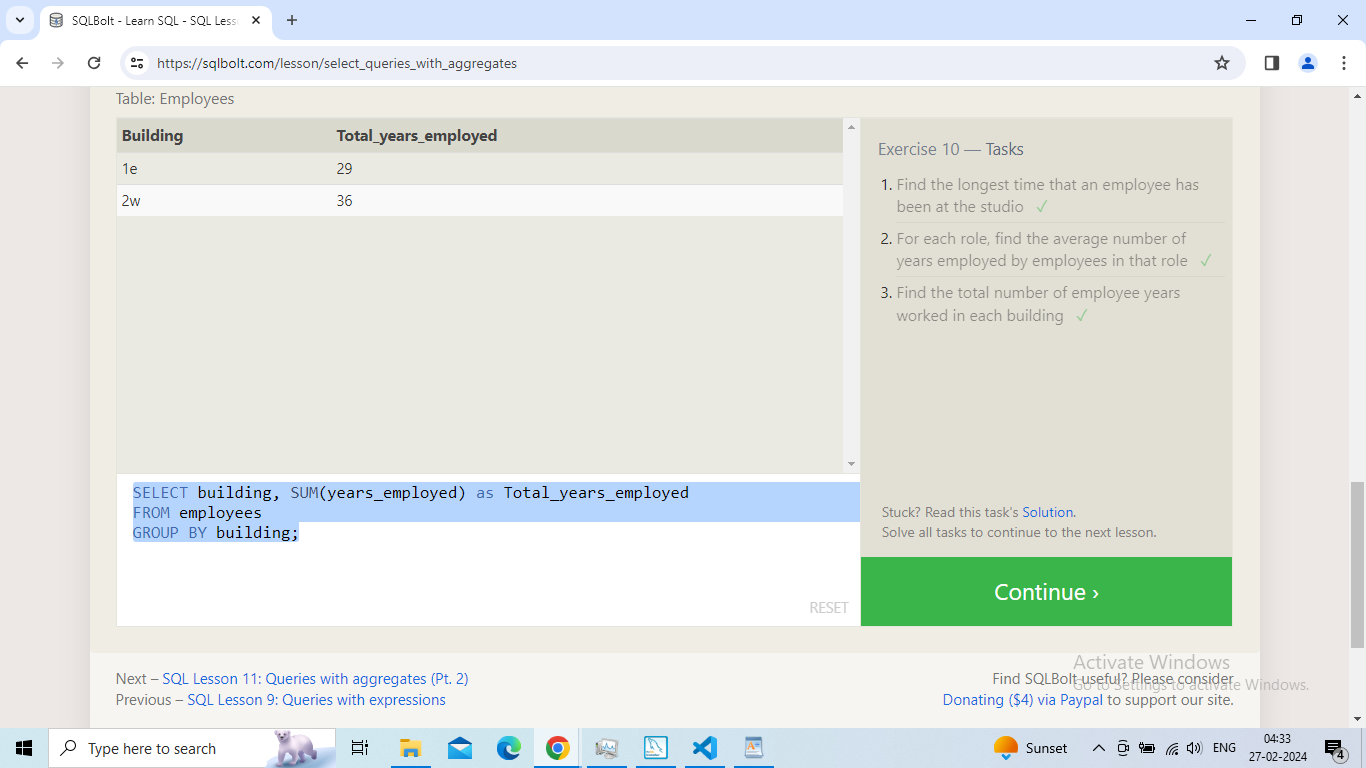 SQLBolt - Learn SQL - SQL Less
https://sqlbolt.com/lesson/select_queries_with_aggregates
Table: Employees
Building Total_years_employed
1e 29
2w 36
SELECT building, SUM(years_employed) as Total_years_employed
FROM employees
GROUP BY building;
RESET
Exercise 10 — Tasks
1. Find the longest time that an employee has
been at the studio ✓
2. For each role, find the average number of
years employed by employees in that role ✓
3. Find the total number of employee years
worked in each building ✓
Stuck? Read this task's Solution.
Solve all tasks to continue to the next lesson.
Continue ›
Next – SQL Lesson 11: Queries with aggregates (Pt. 2)
Previous – SQL Lesson 9: Queries with expressions
Find SQLBolt useful? Please consider
Donating ($4) via Paypal to support our site.
Activate Windows
Go to Settings to activate Windows.
Type here to search
Sunset
ENG
04:33
27-02-2024
4